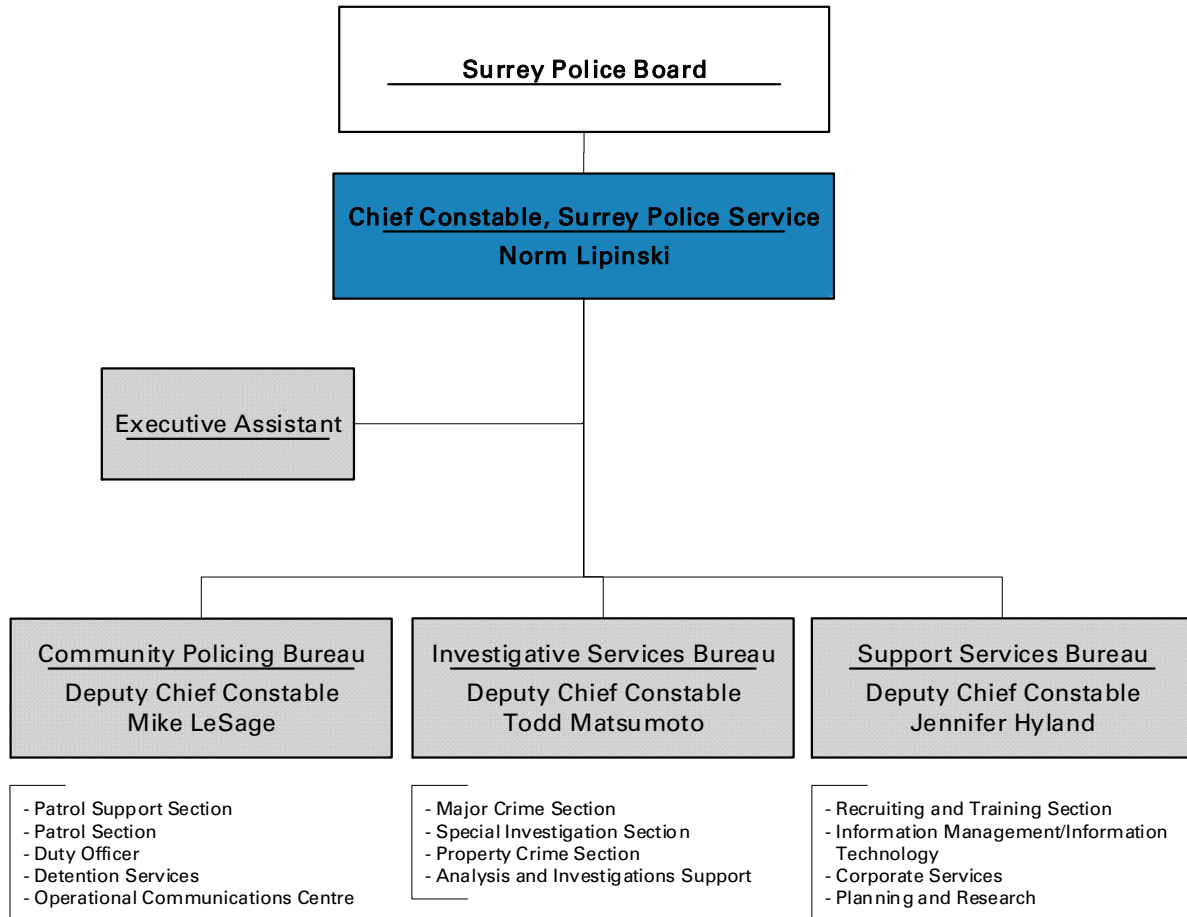 Surrey Police Board
Chief Constable, Surrey Police Service
Norm Lipinski
Executive Assistant
Community Policing Bureau
Deputy Chief Constable
Mike LeSage
Investigative Services Bureau
Deputy Chief Constable
Todd Matsumoto
Support Services Bureau
Deputy Chief Constable
Jennifer Hyland
- Patrol Support Section
- Patrol Section
- Duty Officer
- Detention Services
- Operational Communications Centre
- Major Crime Section
- Special Investigation Section
- Property Crime Section
- Analysis and Investigations Support
- Recruiting and Training Section
- Information Management/Information
Technology
- Corporate Services
- Planning and Research